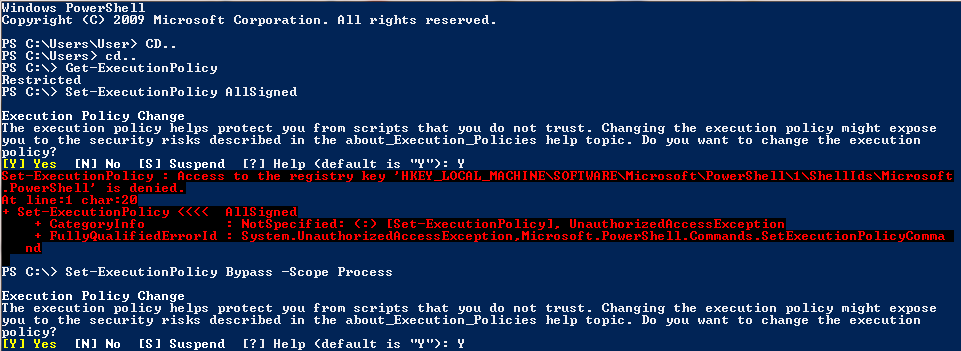 Windows PowerShell
Copyright (C) 2009 Microsoft Corporation. All rights reserved.
PS C:\Users\User> CD..
PS C:\Users> cd..
PS C:\> Get-ExecutionPolicy
Restricted
PS C:\> Set-ExecutionPolicy AllSigned
Execution Policy Change
The execution policy helps protect you from scripts that you do not trust. Changing the execution policy might expose
you to the security risks described in the about_Execution_Policies help topic. Do you want to change the execution
policy?
[Y] Yes  [N] No  [S] Suspend  [?] Help (default is "Y"): Y
Set-ExecutionPolicy : Access to the registry key 'HKEY_LOCAL_MACHINE\SOFTWARE\Microsoft\PowerShell\1\ShellIds\Microsoft
.PowerShell' is denied.
At line:1 char:20
+ Set-ExecutionPolicy <<<<  AllSigned
    + CategoryInfo          : NotSpecified: (:) [Set-ExecutionPolicy], UnauthorizedAccessException
    + FullyQualifiedErrorId : System.UnauthorizedAccessException,Microsoft.PowerShell.Commands.SetExecutionPolicyComma
   nd
PS C:\> Set-ExecutionPolicy Bypass -Scope Process
Execution Policy Change
The execution policy helps protect you from scripts that you do not trust. Changing the execution policy might expose
you to the security risks described in the about_Execution_Policies help topic. Do you want to change the execution
policy?
[Y] Yes  [N] No  [S] Suspend  [?] Help (default is "Y"): Y